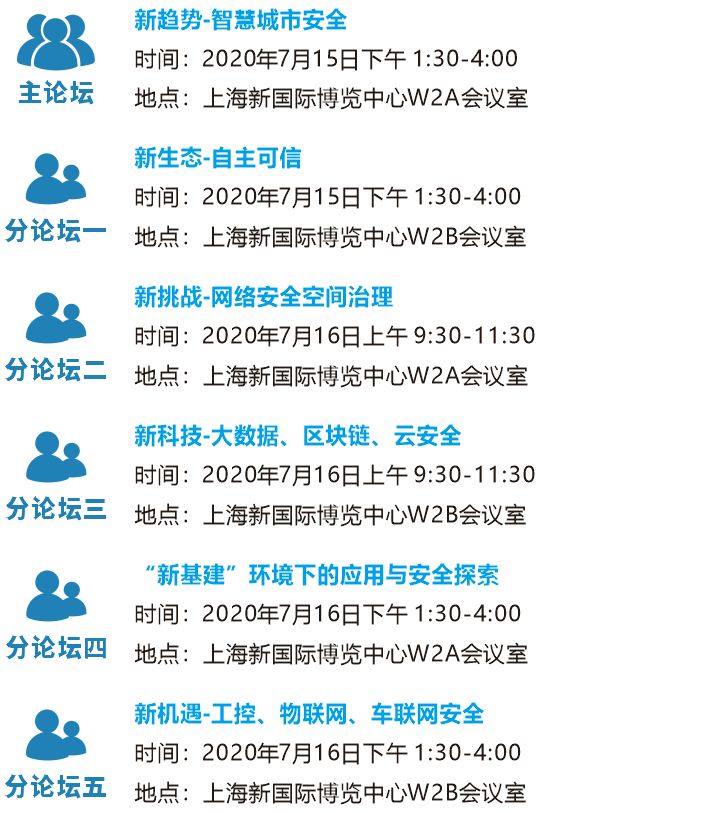 新趋势-智慧城市安全
时间：2020年7月15日下午 1:30-4:00
主论坛
地点：上海新国际博览中心W2A会议室
新生态-自主可信
时间：2020年7月15日下午 1:30-4:00
分论坛一
地点：上海新国际博览中心W2B会议室
新挑战-网络安全空间治理
时间：2020年7月16日上午 9:30-11:30
分论坛二
地点：上海新国际博览中心W2A会议室
新科技-大数据、区块链、云安全
时间：2020年7月16日上午 9:30-11:30
分论坛三
地点：上海新国际博览中心W2B会议室
“新基建”环境下的应用与安全探索
时间：2020年7月16日下午 1:30-4:00
分论坛四
地点：上海新国际博览中心W2A会议室
新机遇-工控、物联网、车联网安全
时间：2020年7月16日下午 1:30-4:00
分论坛五
地点：上海新国际博览中心W2B会议室